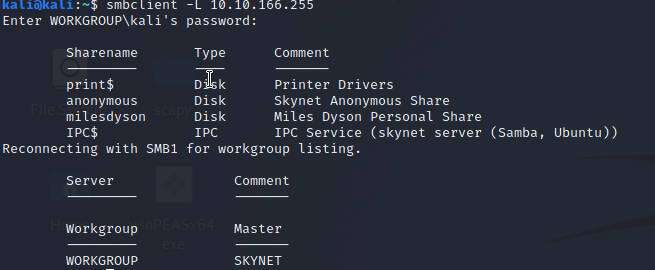 kali@kali:~$ smbclient -L 10.10.166.255
Enter WORKGROUP\kali's password:
Sharename Type Comment
print$ Disk Printer Drivers
anonymous Disk Skynet Anonymous Share
milesdyson Disk Miles Dyson Personal Share
IPC$ IPC IPC Service (skynet server (Samba, Ubuntu))
Reconnecting with SMB1 for workgroup listing.
Server Comment
Workgroup Master
WORKGROUP SKYNET